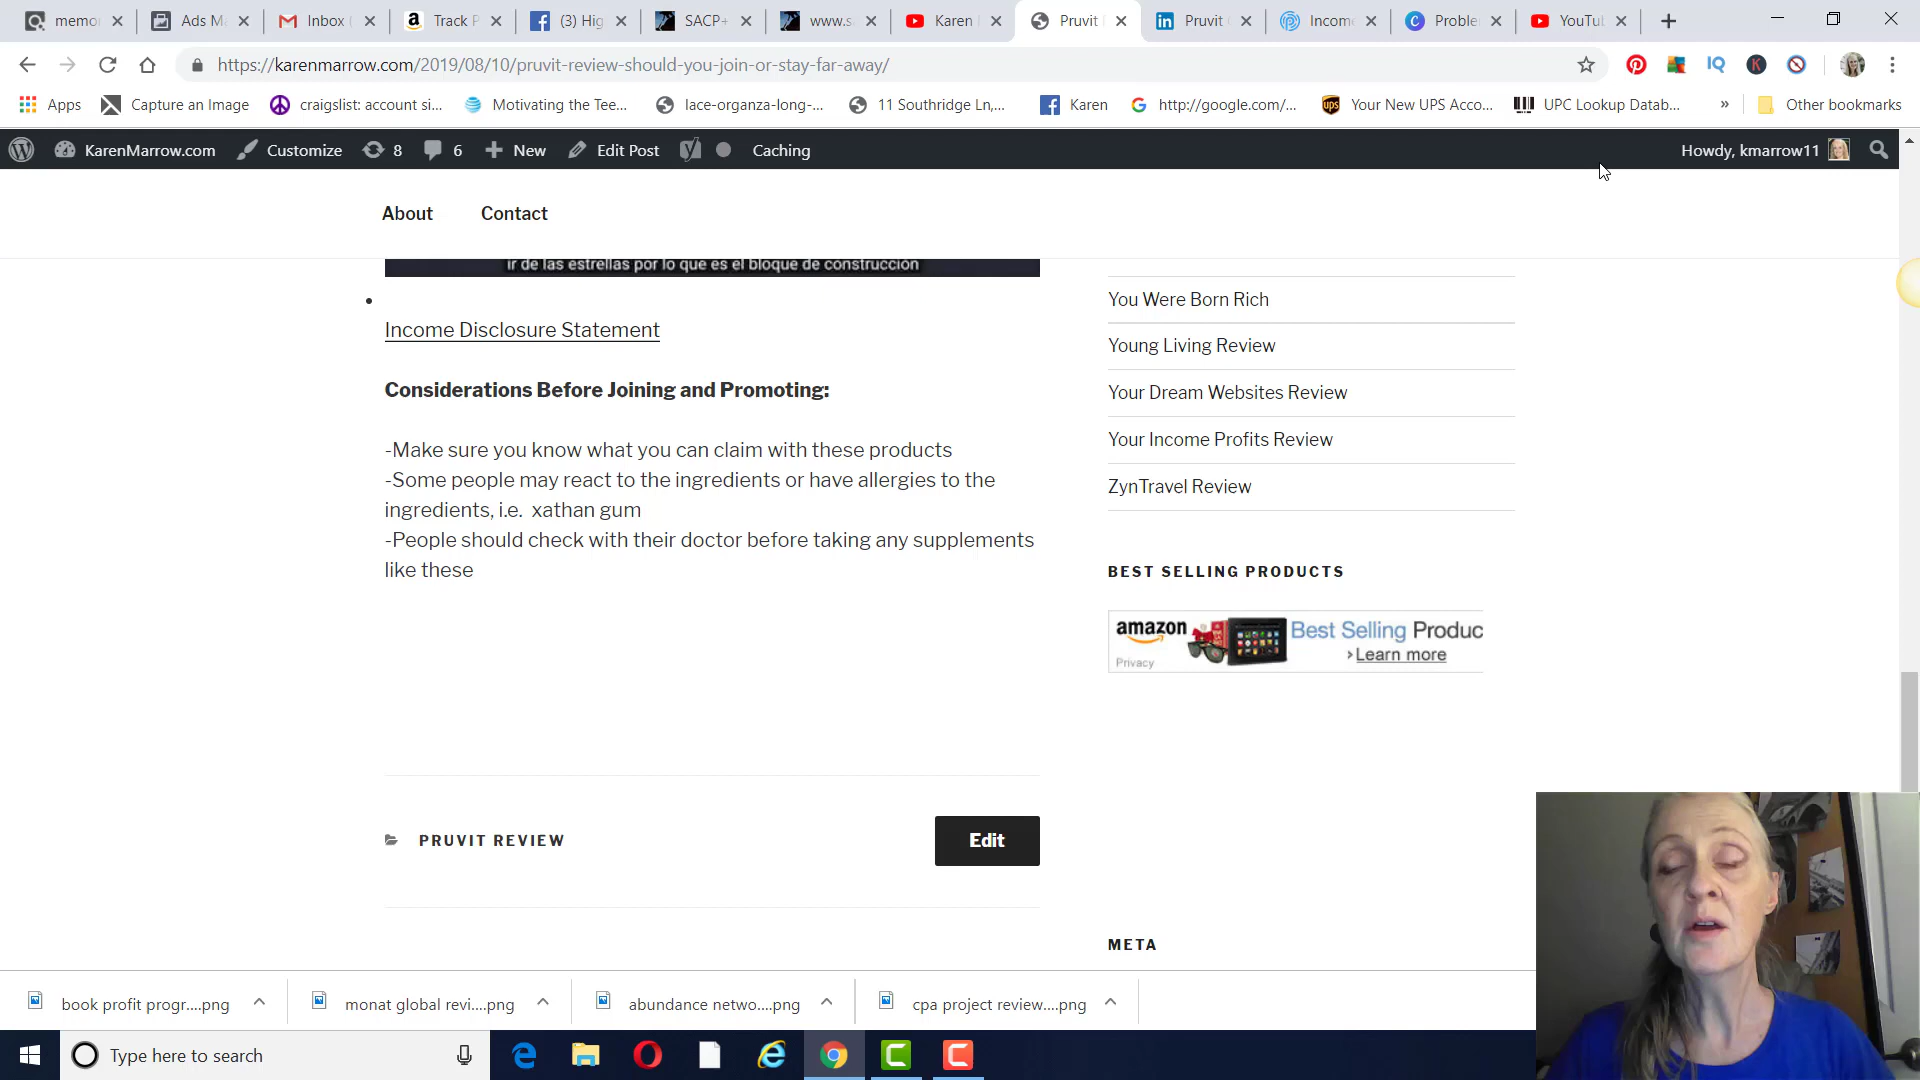 memo
Ads M
Inbox (
Track P
(3) Hig
SACP+
www.s
Karen
Pruvit
Pruvit
Incom
Proble
YouTu
https://karenmarrow.com/2019/08/10/pruvit-review-should-you-join-or-stay-far-away/
Apps
Capture an Image
craigslist: account si...
Motivating the Tee...
lace-organza-long-...
11 Southridge Ln,...
Karen
http://google.com/...
Your New UPS Acco...
UPC Lookup Datab...
»
Other bookmarks
KarenMarrow.com
Customize
8
6
New
Edit Post
Caching
Howdy, kmarrow11
About
Contact
ir de las estrellas por lo que es el bloque de construcción
Income Disclosure Statement
Considerations Before Joining and Promoting:
-Make sure you know what you can claim with these products
-Some people may react to the ingredients or have allergies to the
ingredients, i.e. xathan gum
-People should check with their doctor before taking any supplements
like these
PRUVIT REVIEW
Edit
You Were Born Rich
Young Living Review
Your Dream Websites Review
Your Income Profits Review
ZynTravel Review
BEST SELLING PRODUCTS
amazon
Best Selling Produc
Privacy
›Learn more
META
book profit progr....png
monat global revi....png
abundance netwo....png
cpa project review....png
Type here to search